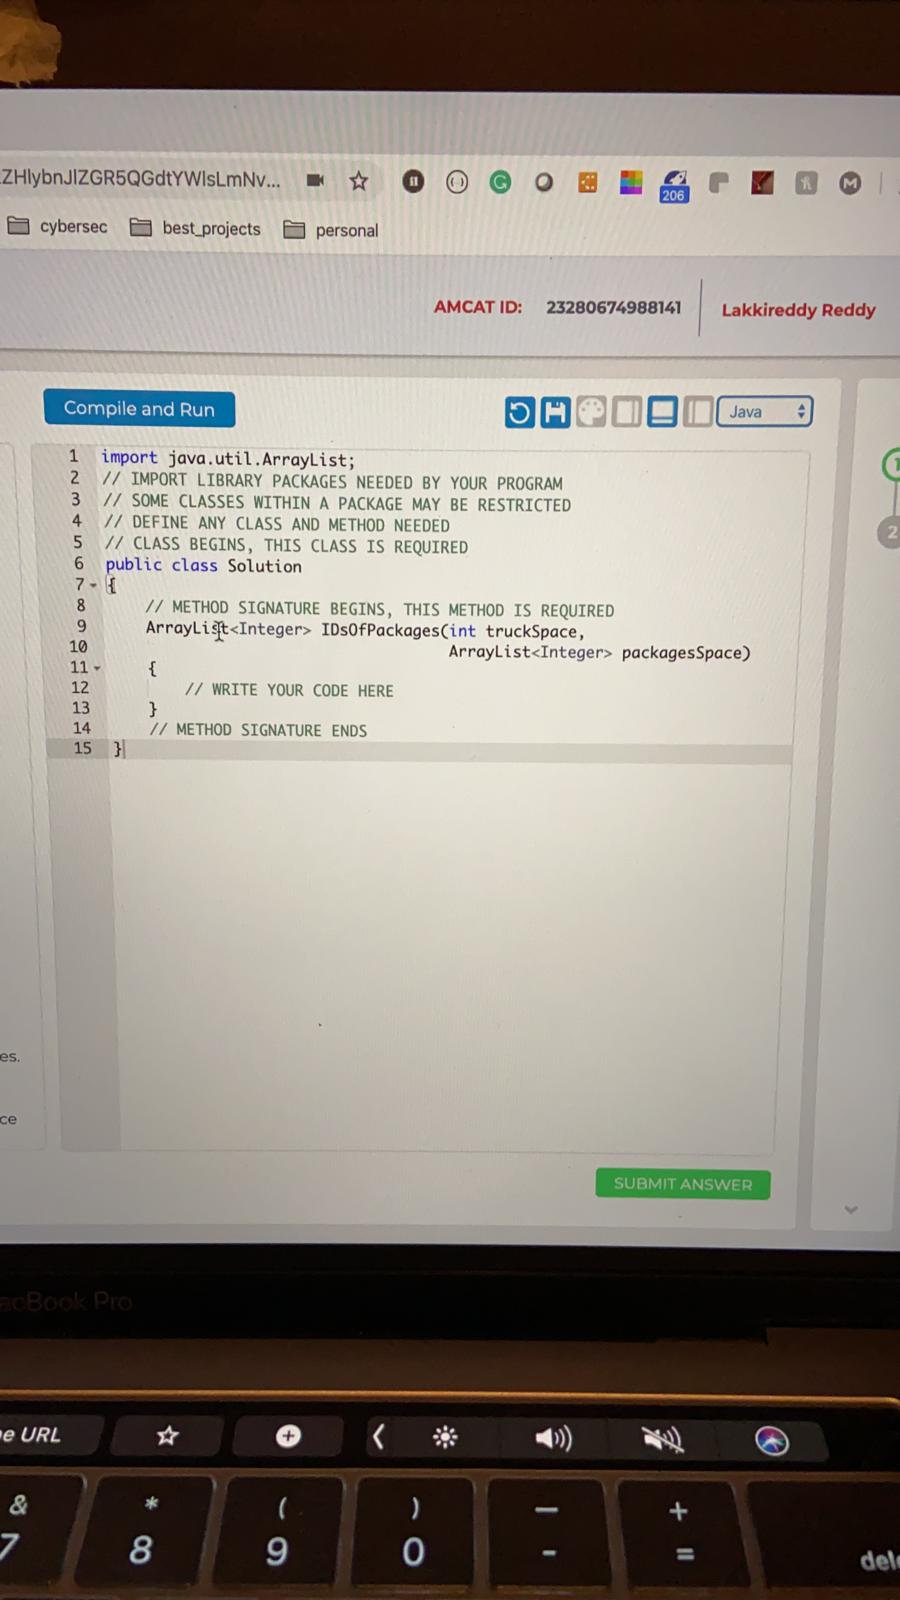 ZHlybnJlZGR5QGdtYWlsLmNv...
206
cybersec best_projects personal
AMCAT ID: 23280674988141 Lakkireddy Reddy
Compile and Run Java
1 import java.util.ArrayList;
2 // IMPORT LIBRARY PACKAGES NEEDED BY YOUR PROGRAM
3 // SOME CLASSES WITHIN A PACKAGE MAY BE RESTRICTED
4 // DEFINE ANY CLASS AND METHOD NEEDED
5 // CLASS BEGINS, THIS CLASS IS REQUIRED
6 public class Solution
7 {
8 // METHOD SIGNATURE BEGINS, THIS METHOD IS REQUIRED
9 ArrayList<Integer> IDsOfPackages(int truckSpace,
10 ArrayList<Integer> packagesSpace)
11 {
12 // WRITE YOUR CODE HERE
13 }
14 // METHOD SIGNATURE ENDS
15 }
1
2
es.
ce
SUBMIT ANSWER
acBook Pro
e URL
& * ( ) — +
7 8 9 0 - =
dele